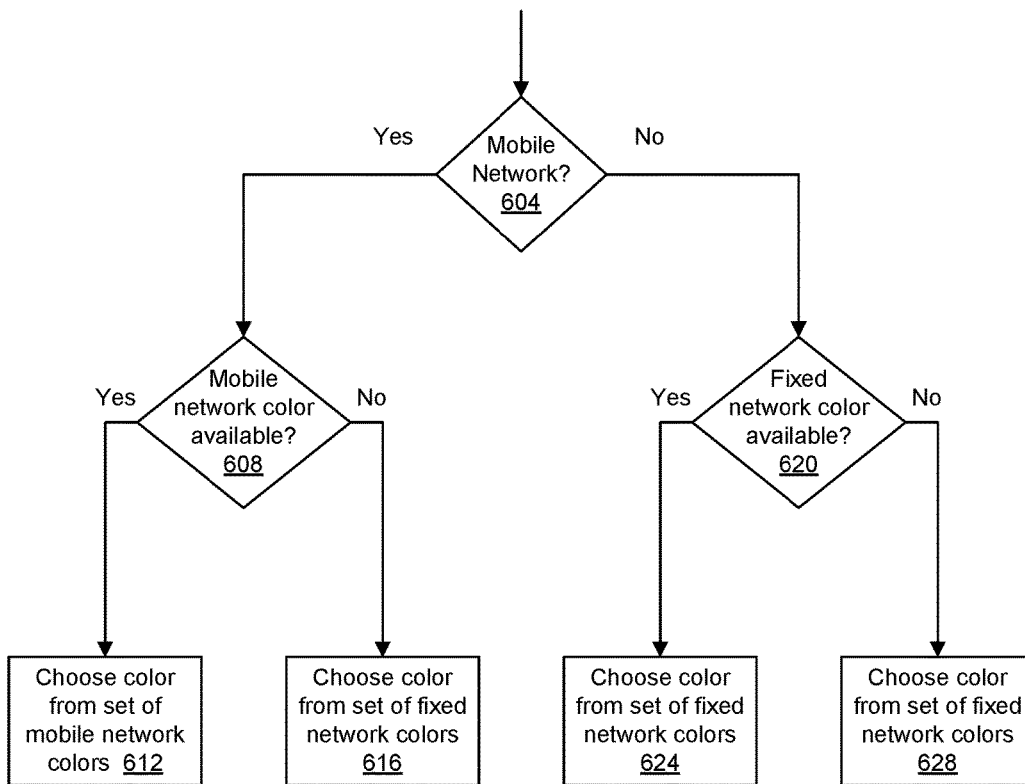 Yes
No
Mobile
Network?
604
Yes
Mobile
network color
available?
608
No
Yes
Fixed
network color
available?
620
No
Choose color
from set of
mobile network
colors 612
Choose color
from set of fixed
network colors
616
Choose color
from set of fixed
network colors
624
Choose color
from set of fixed
network colors
628